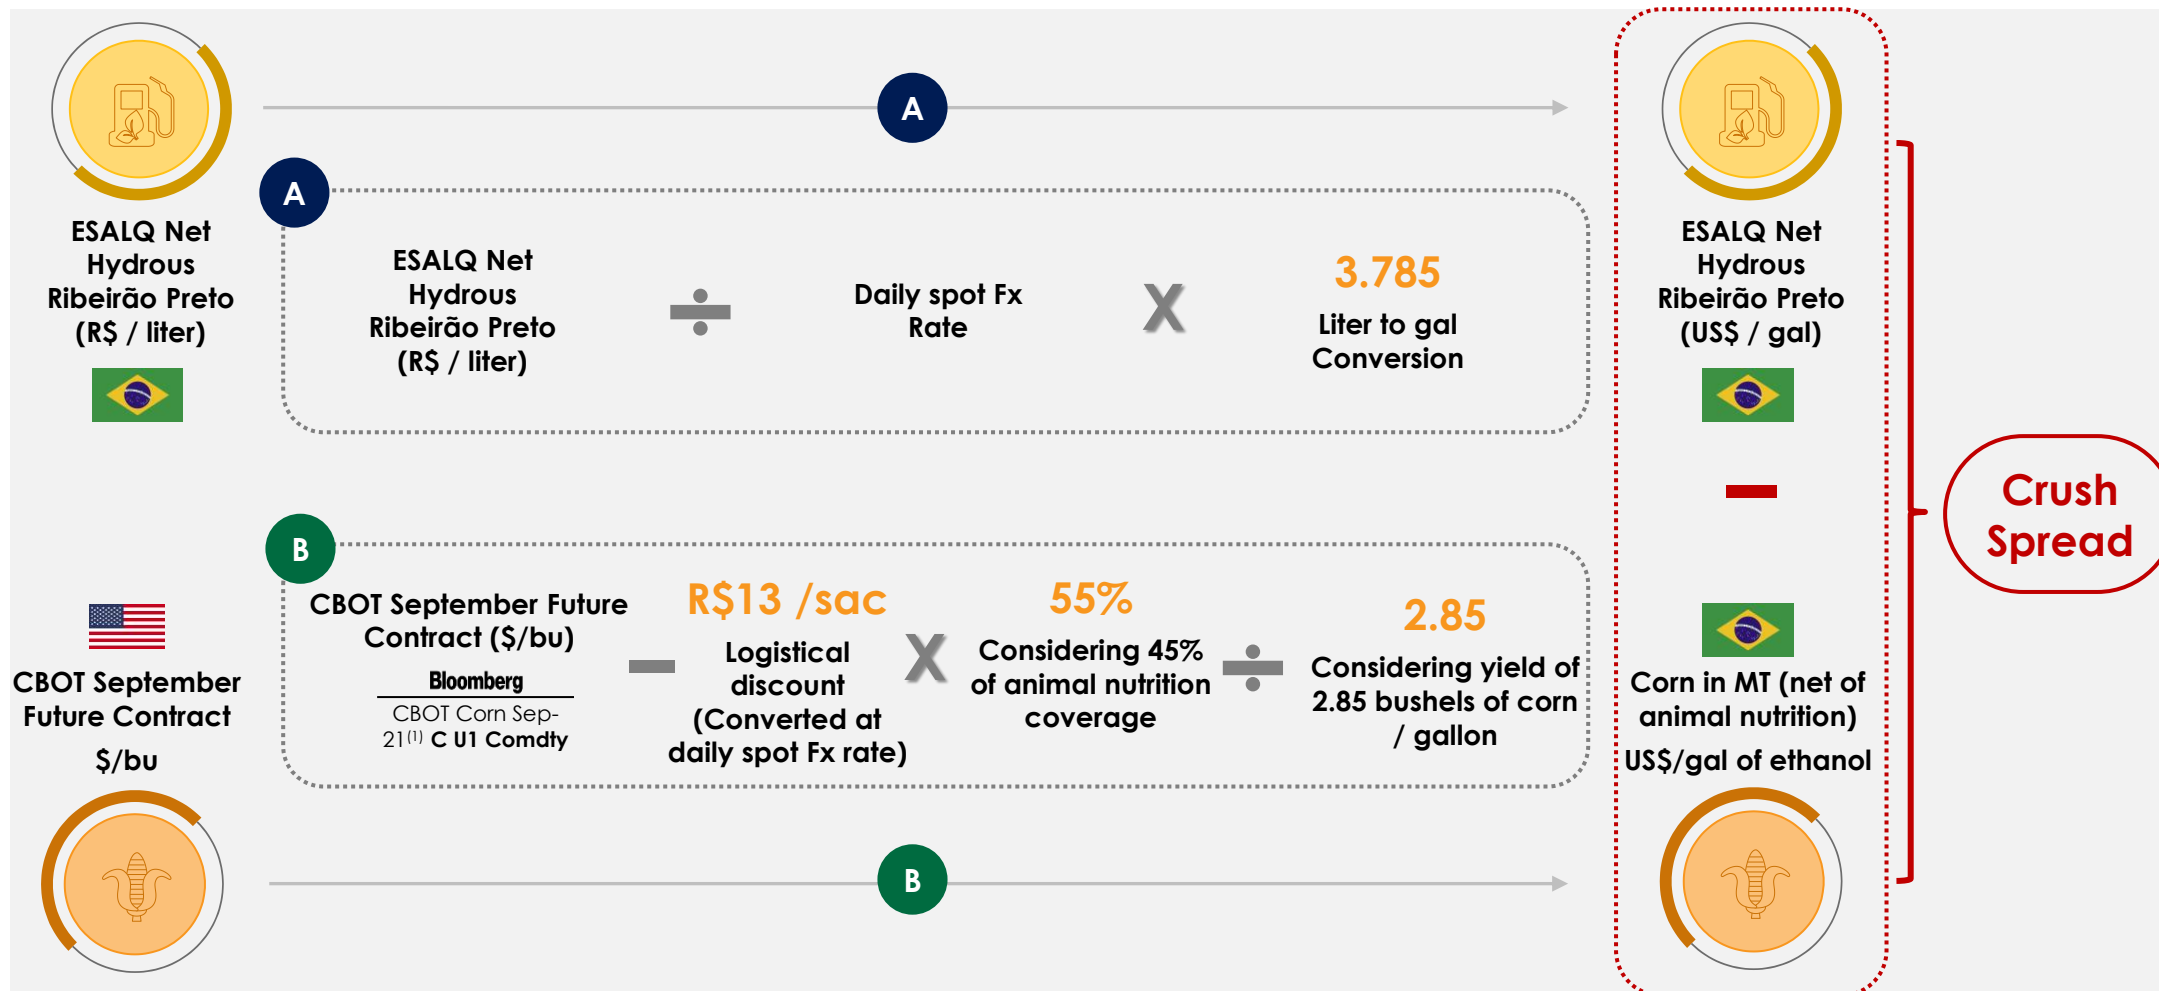 A
A
ESALQ Net
Hydrous
Ribeirão Preto
(R$ / liter)
ESALQ Net
Hydrous
Ribeirão Preto
(R$ / liter)
÷
Daily spot Fx
Rate
X
3.785
Liter to gal
Conversion
ESALQ Net
Hydrous
Ribeirão Preto
(US$ / gal)
Crush
Spread
B
CBOT September
Future Contract
$/bu
CBOT September Future
Contract ($/bu)
Bloomberg
CBOT Corn Sep-
21(1) C U1 Comdty
−
R$13 /sac
Logistical
discount
(Converted at
daily spot Fx rate)
X
55%
Considering 45%
of animal nutrition
coverage
÷
2.85
Considering yield of
2.85 bushels of corn
/ gallon
−
Corn in MT (net of
animal nutrition)
US$/gal of ethanol
B